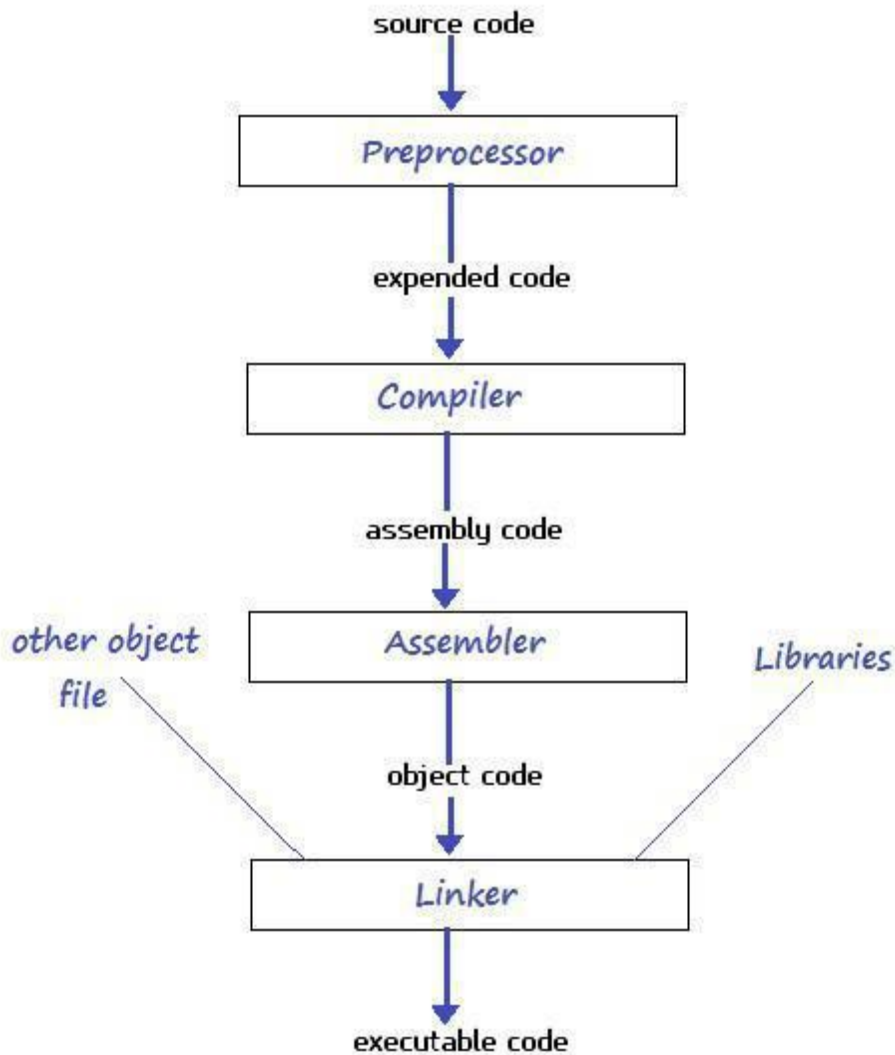 source code
Preprocessor
expended code
Compiler
assembly code
Assembler
other object
file
Libraries
object code
Linker
executable code